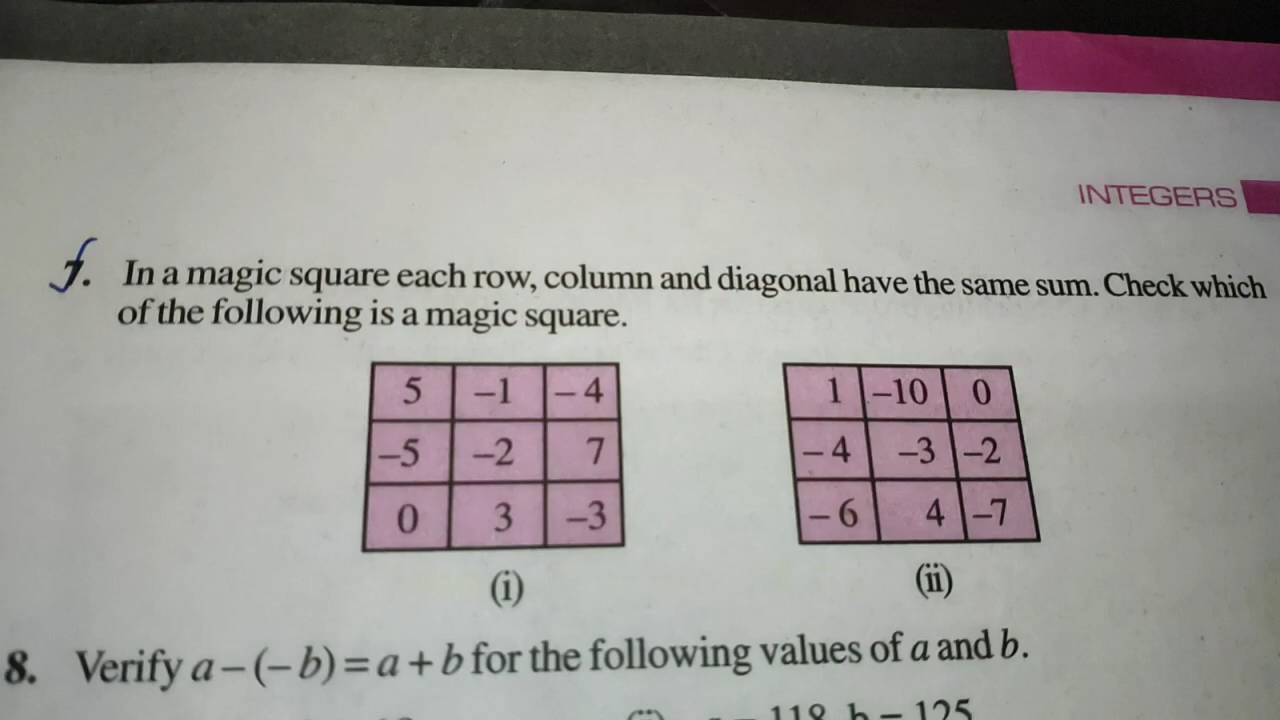 INTEGERS
7. In a magic square each row, column and diagonal have the same sum. Check which
of the following is a magic square.
5 –1 – 4
–5 –2 7
0 3 –3
(i)
1 –10 0
– 4 –3 –2
– 6 4 –7
(ii)
8. Verify a – (– b) = a + b for the following values of a and b.
118, b = 125